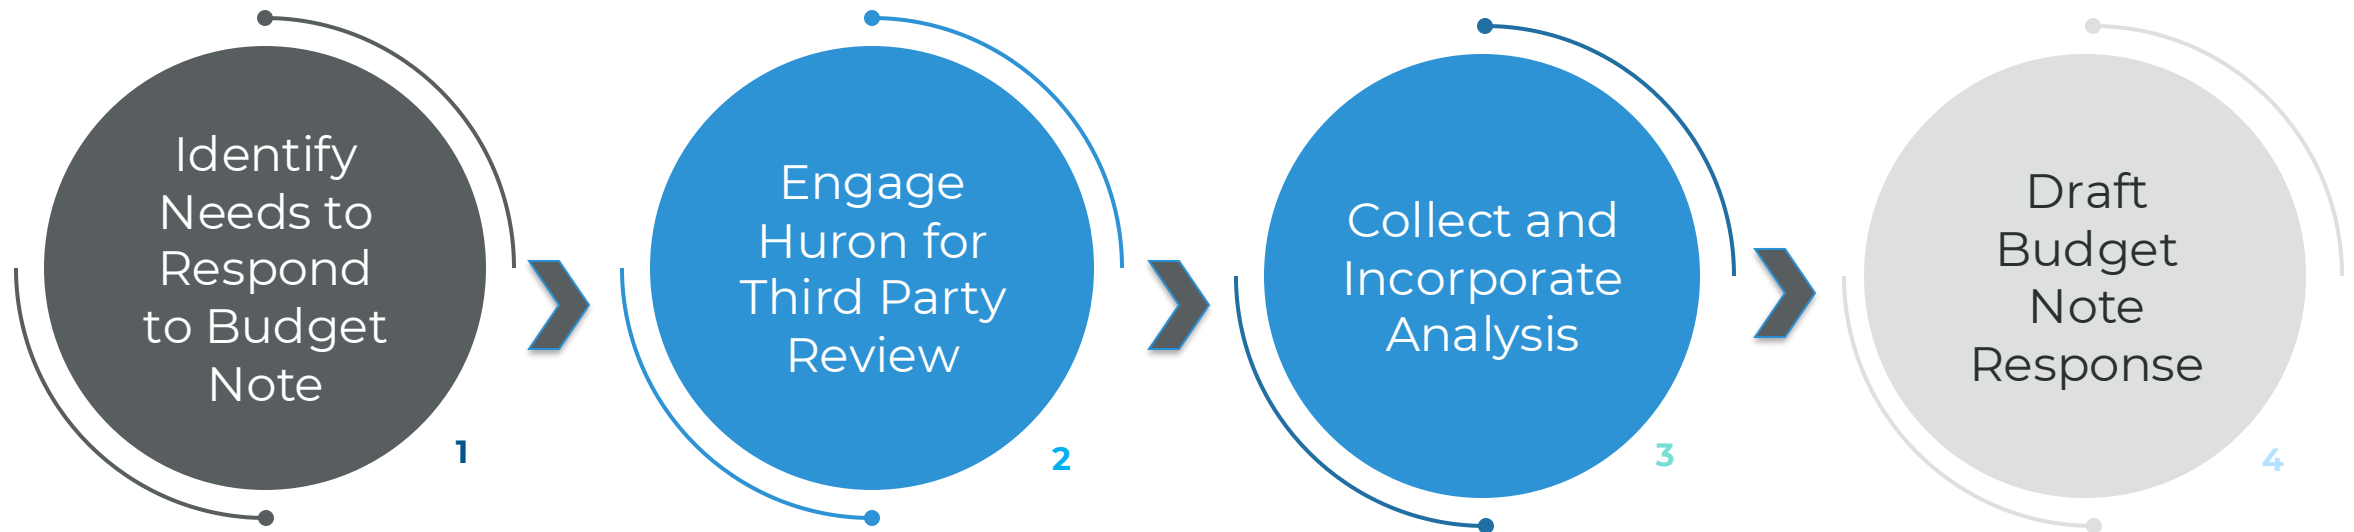 Identify
Needs to
Respond
to Budget
Note
1
Engage
Huron for
Third Party
Review
2
Collect and
Incorporate
Analysis
3
Draft
Budget
Note
Response
4